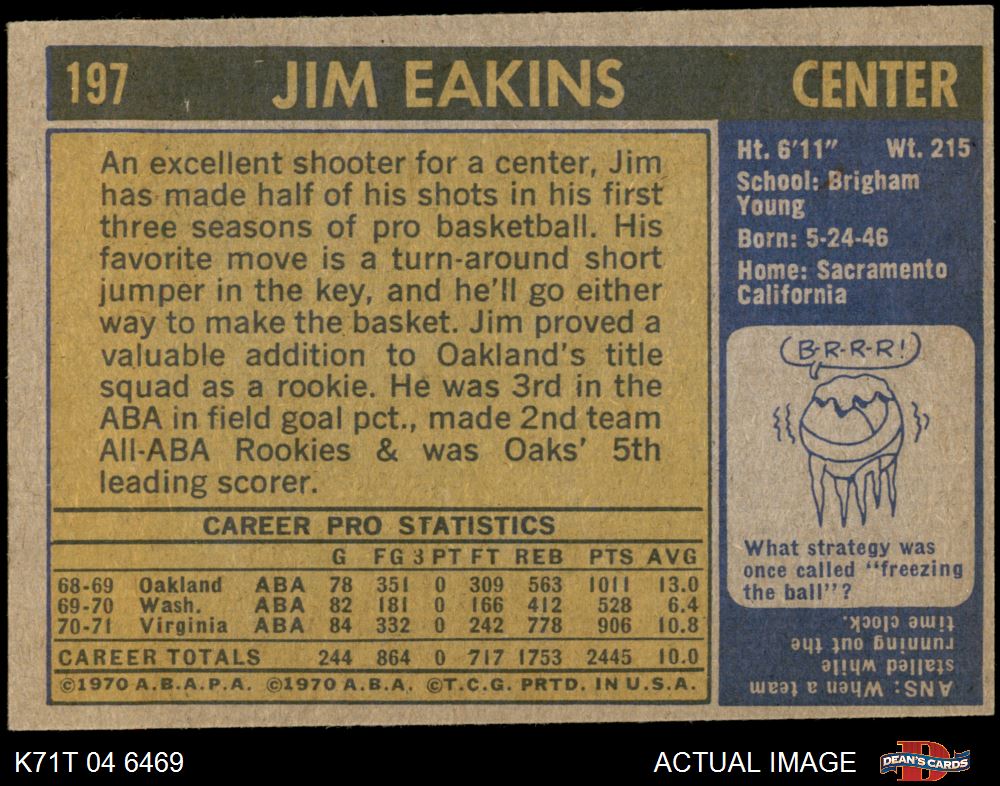 197 JIM EAKINS CENTER
An excellent shooter for a center, Jim
has made half of his shots in his first
three seasons of pro basketball. His
favorite move is a turn-around short
jumper in the key, and he'll go either
way to make the basket. Jim proved a
valuable addition to Oakland's title
squad as a rookie. He was 3rd in the
ABA in field goal pct., made 2nd team
All-ABA Rookies & was Oaks' 5th
leading scorer.
CAREER PRO STATISTICS
G FG 3 PT FT REB PTS AVG
68-69 Oakland ABA 78 351 0 309 563 1011 13.0
69-70 Wash. ABA 82 181 0 166 412 528 6.4
70-71 Virginia ABA 84 332 0 242 778 906 10.8
CAREER TOTALS 244 864 0 717 1753 2445 10.0
©1970 A.B.A.P.A. ©1970 A.B.A. ©T.C.G. PRTD. IN U.S.A.
Ht. 6'11" Wt. 215
School: Brigham
Young
Born: 5-24-46
Home: Sacramento
California
B-R-R-R!
What strategy was
once called "freezing
the ball"?
ANS: When a team
stalled while
running out the
time clock.
K71T 04 6469 ACTUAL IMAGE
D
DEAN'S CARDS